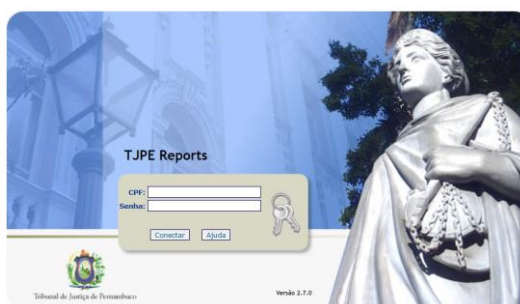 TJPE Reports
CPF:
Senha:
Conectar Ajuda
Tribunal de Justiça de Pernambuco
Versão 2.7.0